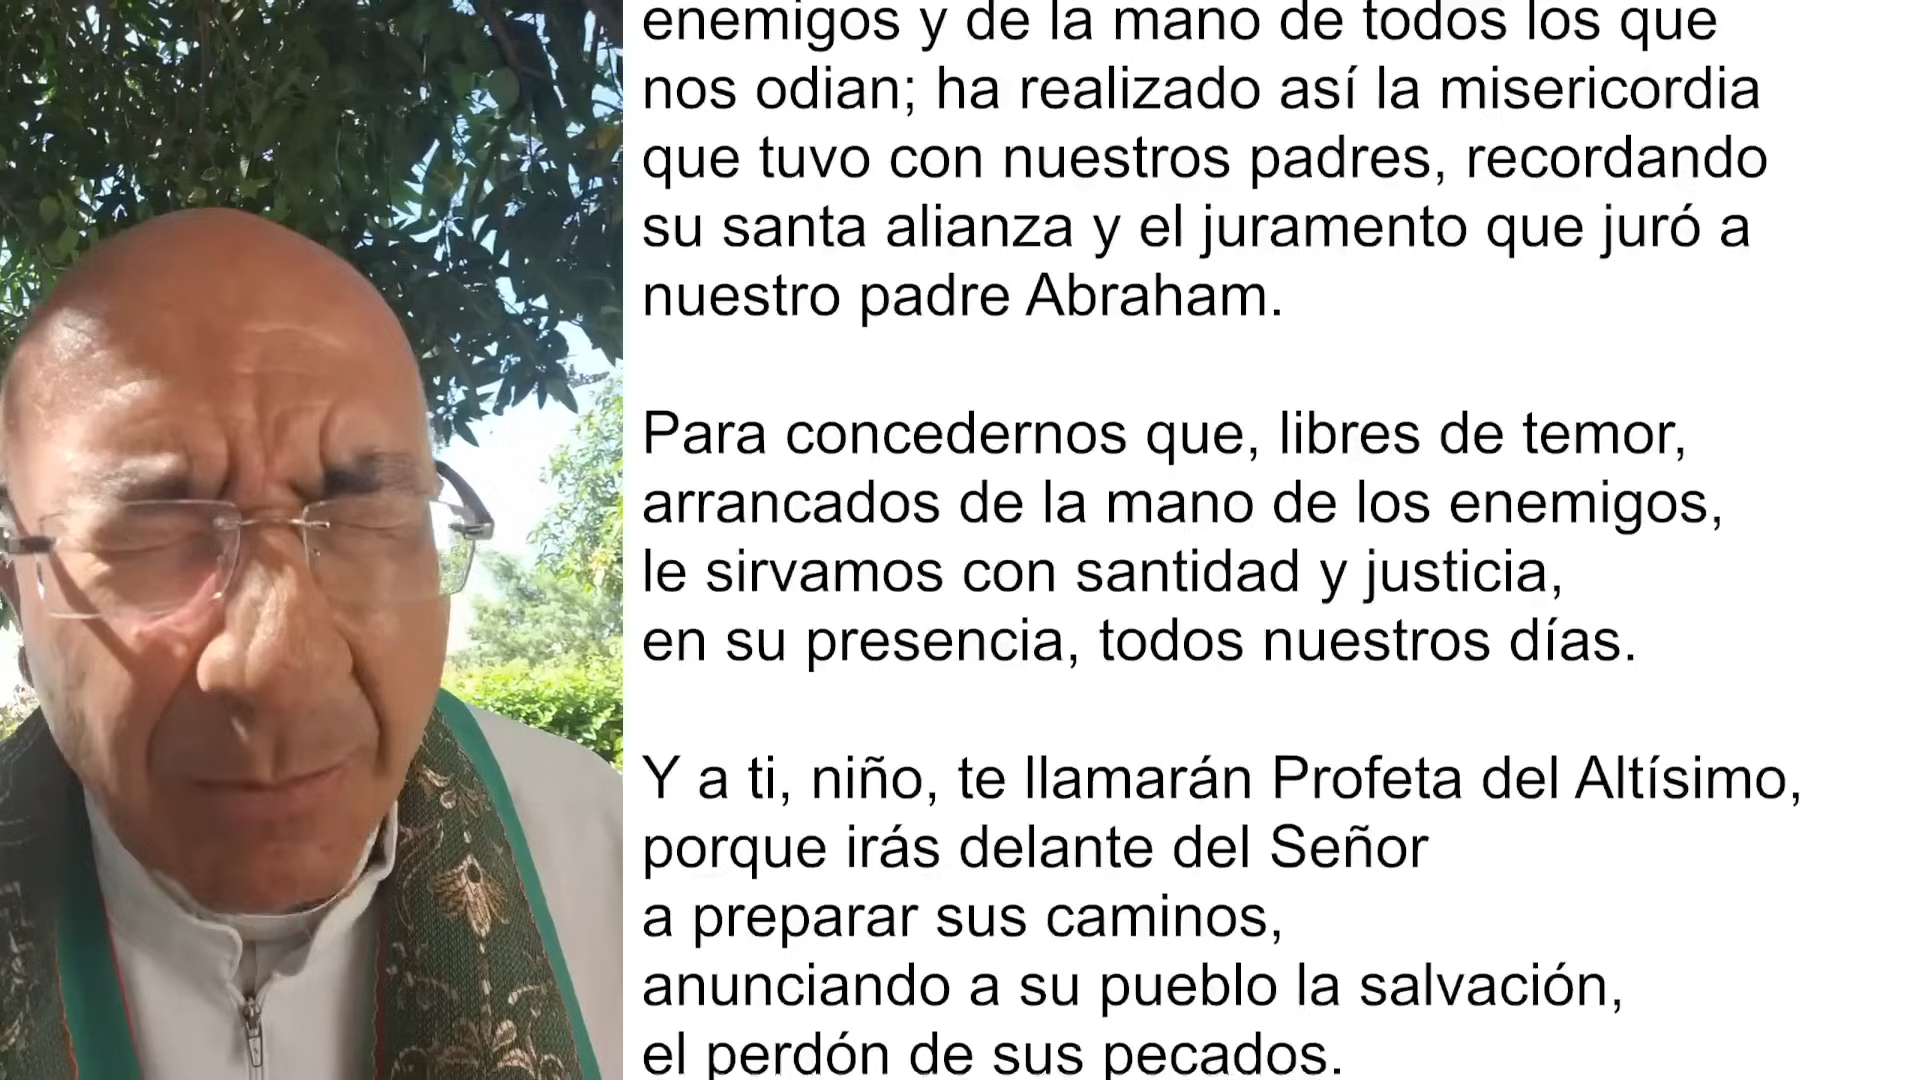 enemigos y de la mano de todos los que
nos odian; ha realizado así la misericordia
que tuvo con nuestros padres, recordando
su santa alianza y el juramento que juró a
nuestro padre Abraham.
Para concedernos que, libres de temor,
arrancados de la mano de los enemigos,
le sirvamos con santidad y justicia,
en su presencia, todos nuestros días.
Y a ti, niño, te llamarán Profeta del Altísimo,
porque irás delante del Señor
a preparar sus caminos,
anunciando a su pueblo la salvación,
el perdón de sus pecados.